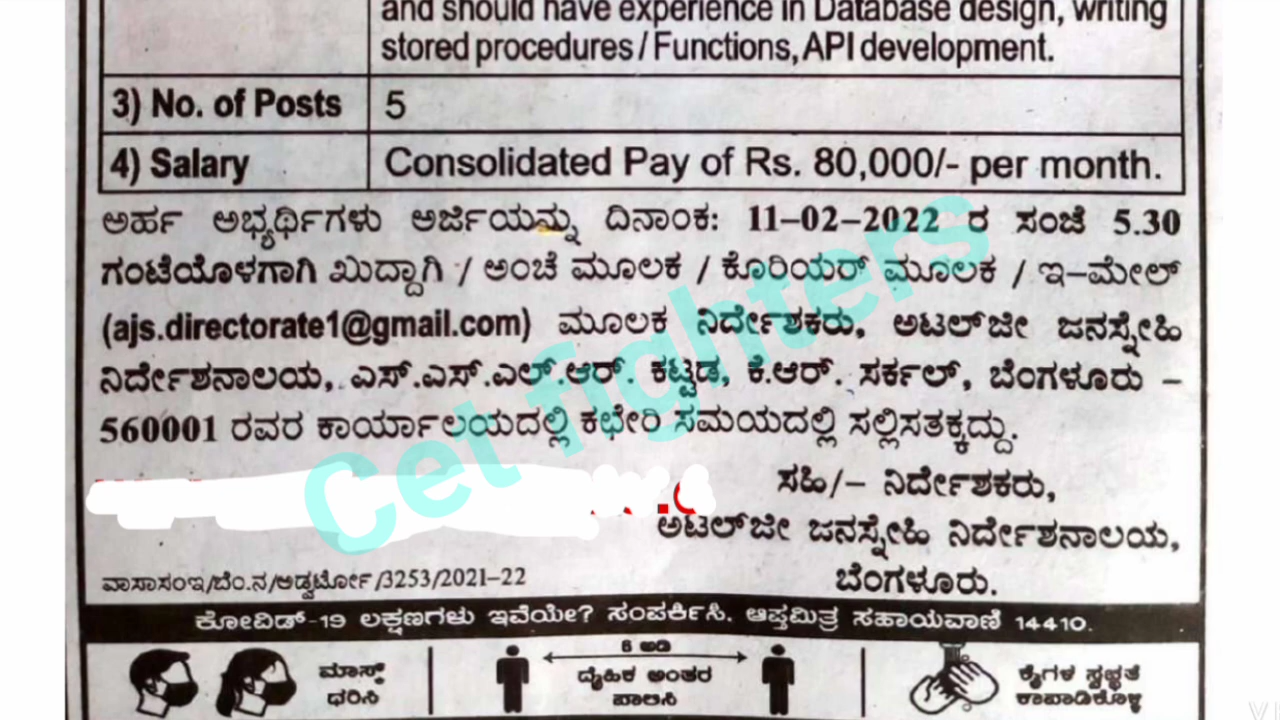 and should have experience in Database design, writing
stored procedures / Functions, API development.
3) No. of Posts 5
4) Salary Consolidated Pay of Rs. 80,000/- per month.
ಅರ್ಹ ಅಭ್ಯರ್ಥಿಗಳು ಅರ್ಜಿಯನ್ನು ದಿನಾಂಕ: 11-02-2022 ರ ಸಂಜೆ 5.30
ಗಂಟೆಯೊಳಗಾಗಿ ಖುದ್ದಾಗಿ / ಅಂಚೆ ಮೂಲಕ / ಕೊರಿಯರ್ ಮೂಲಕ / ಇ-ಮೇಲ್
(ajs.directorate1@gmail.com) ಮೂಲಕ ನಿರ್ದೇಶಕರು, ಅಟಲ್‌ಜೀ ಜನಸ್ನೇಹಿ
ನಿರ್ದೇಶನಾಲಯ, ಎಸ್.ಎಸ್.ಎಲ್.ಆರ್. ಕಟ್ಟಡ, ಕೆ.ಆರ್. ಸರ್ಕಲ್, ಬೆಂಗಳೂರು -
560001 ರವರ ಕಾರ್ಯಾಲಯದಲ್ಲಿ ಕಛೇರಿ ಸಮಯದಲ್ಲಿ ಸಲ್ಲಿಸತಕ್ಕದ್ದು.
Cet fighters
ಸಹಿ/- ನಿರ್ದೇಶಕರು,
ಅಟಲ್‌ಜೀ ಜನಸ್ನೇಹಿ ನಿರ್ದೇಶನಾಲಯ,
ಬೆಂಗಳೂರು.
ವಾಸಾಸಂಇ/ಬೆಂ.ನ/ಅಡ್ವರ್ಟೋ/3253/2021-22
ಕೋವಿಡ್-19 ಲಕ್ಷಣಗಳು ಇವೆಯೇ? ಸಂಪರ್ಕಿಸಿ. ಆಪ್ತಮಿತ್ರ ಸಹಾಯವಾಣಿ 14410.
ಮಾಸ್ಕ್
ಧರಿಸಿ
6 ಅಡಿ
ದೈಹಿಕ ಅಂತರ
ಪಾಲಿಸಿ
ಕೈಗಳ ಸ್ವಚ್ಛತೆ
ಕಾಪಾಡಿಕೊಳ್ಳಿ